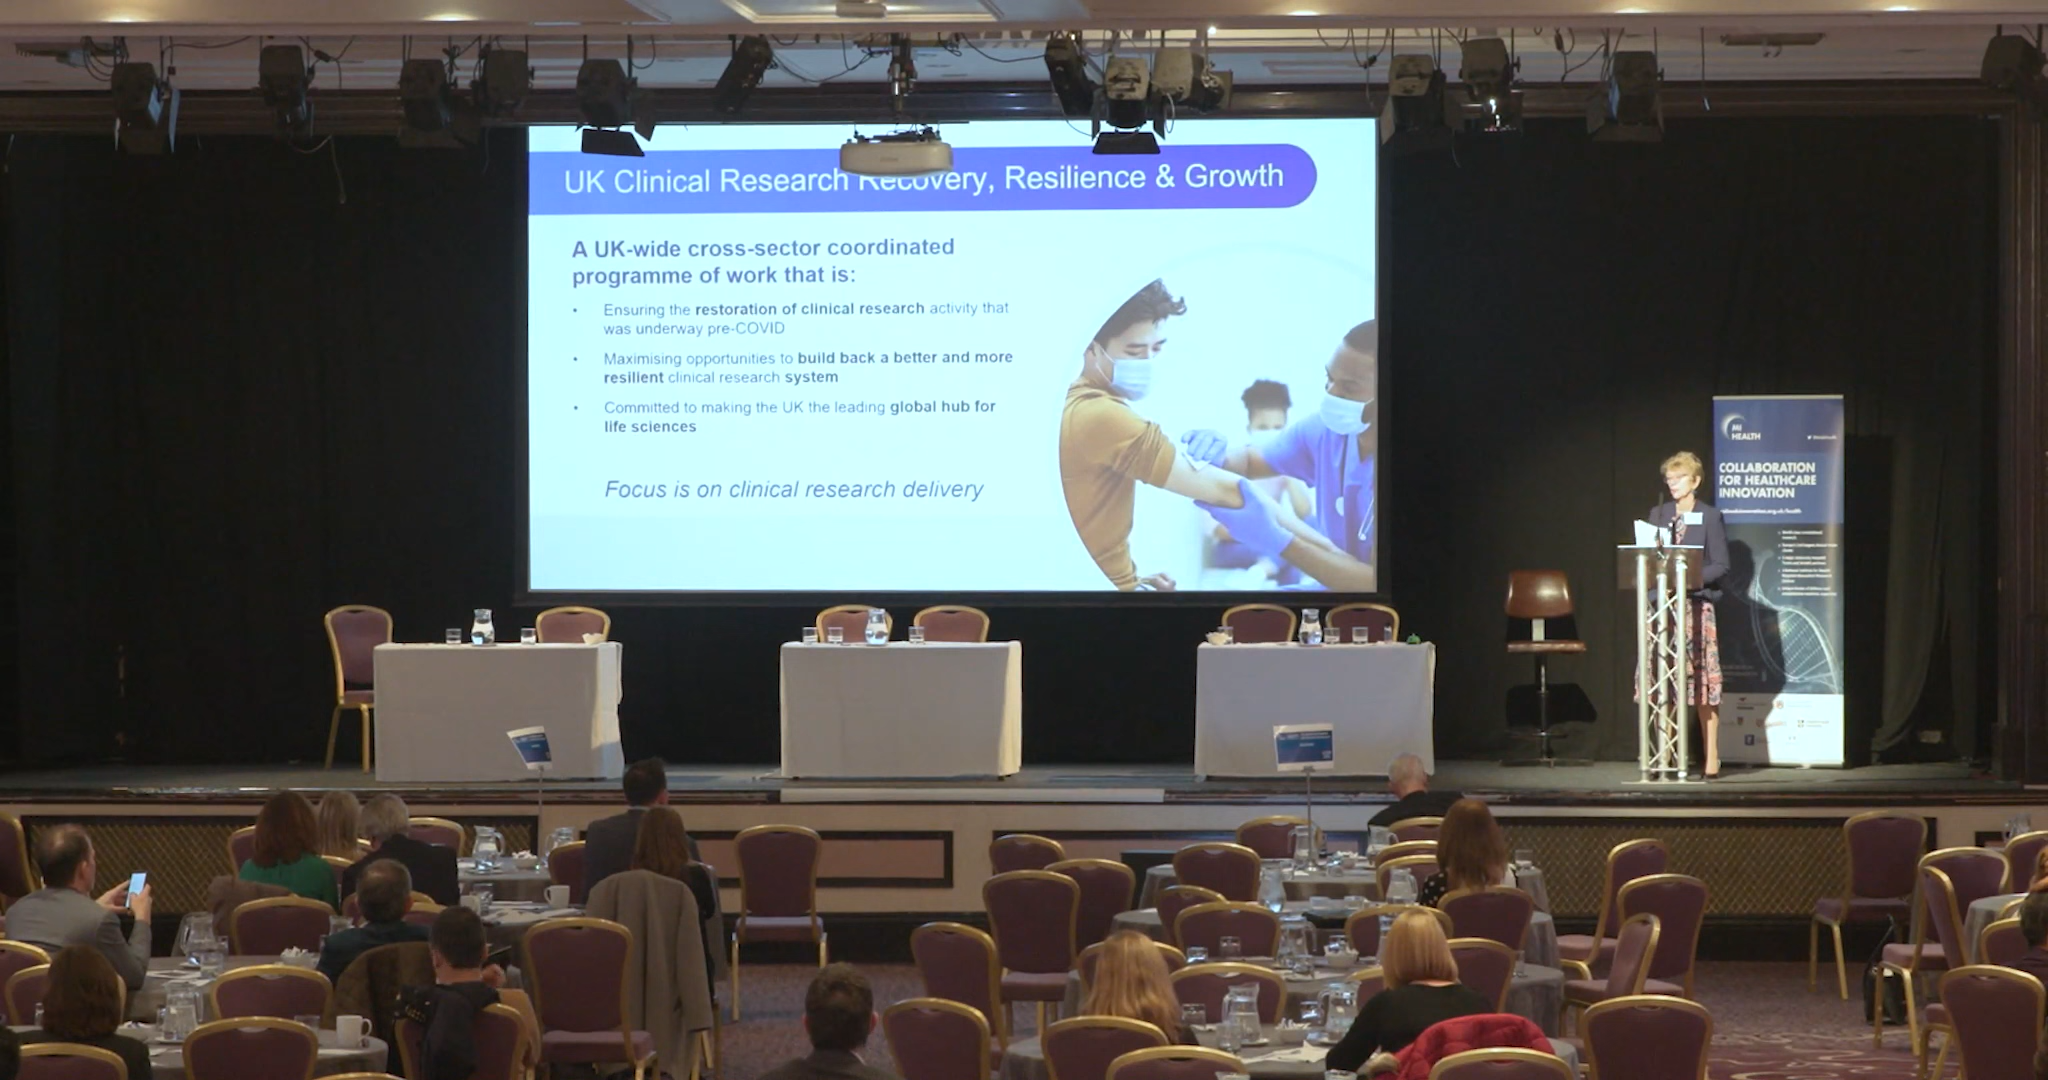 UK Clinical Research Recovery, Resilience & Growth
A UK-wide cross-sector coordinated
programme of work that is:
• Ensuring the restoration of clinical research activity that
was underway pre-COVID
• Maximising opportunities to build back a better and more
resilient clinical research system
• Committed to making the UK the leading global hub for
life sciences
Focus is on clinical research delivery
HEALTH
COLLABORATION
FOR HEALTHCARE
INNOVATION